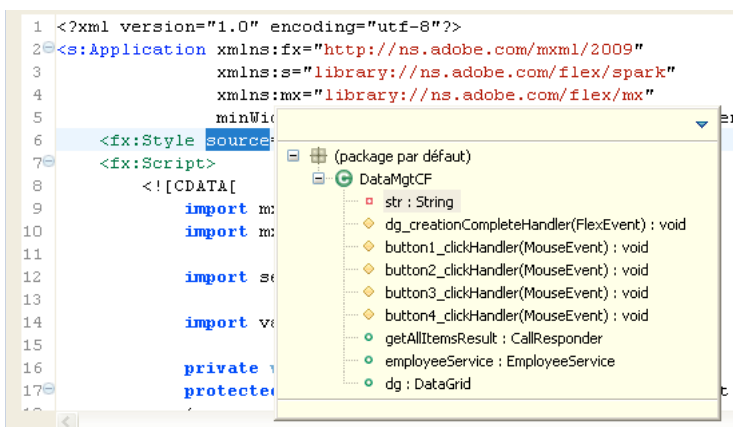 1 <?xml version="1.0" encoding="utf-8"?>
2 <s:Application xmlns:fx="http://ns.adobe.com/mxml/2009"
3 xmlns:s="library://ns.adobe.com/flex/spark"
4 xmlns:mx="library://ns.adobe.com/flex/mx"
5
6 <fx:Style source=
7 <fx:Script>
8 <![CDATA[
9 import
10 import
11
12 import
13
14 import
15
16 private
17 protected
(package par défaut)
DataMgtCF
str : String
dg_creationCompleteHandler(FlexEvent) : void
button1_clickHandler(MouseEvent) : void
button2_clickHandler(MouseEvent) : void
button3_clickHandler(MouseEvent) : void
button4_clickHandler(MouseEvent) : void
getAllItemsResult : CallResponder
employeeService : EmployeeService
dg : DataGrid